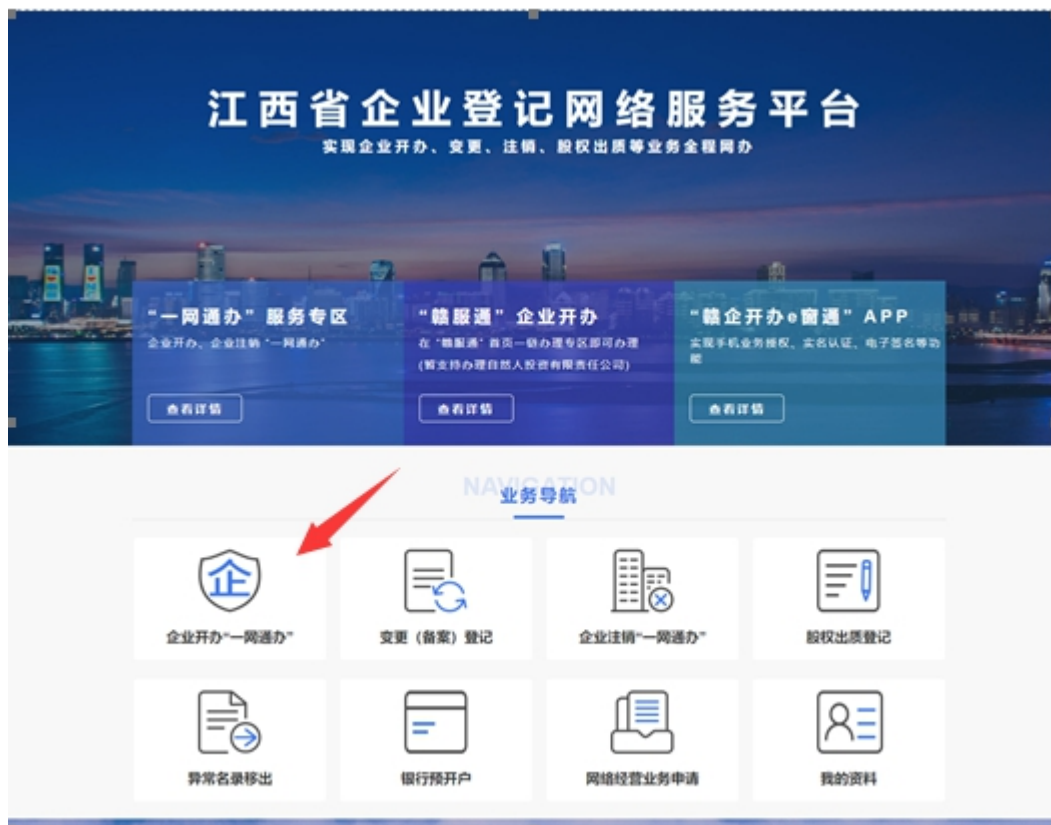 江西省企业登记网络服务平台
实现企业开办、变更、注销、股权出质等业务全程网办
“一网通办”服务专区
企业开办、企业注销“一网通办”
查看详情
“赣服通”企业开办
在“赣服通”首页一链办理专区即可办理
(暂支持办理自然人投资有限责任公司)
查看详情
“赣企开办e窗通”APP
实现手机业务授权、实名认证、电子签名等功
能
查看详情
NAVIGATION
业务导航
企业开办“一网通办”
变更（备案）登记
企业注销“一网通办”
股权出质登记
异常名录移出
银行预开户
网络经营业务申请
我的资料
企